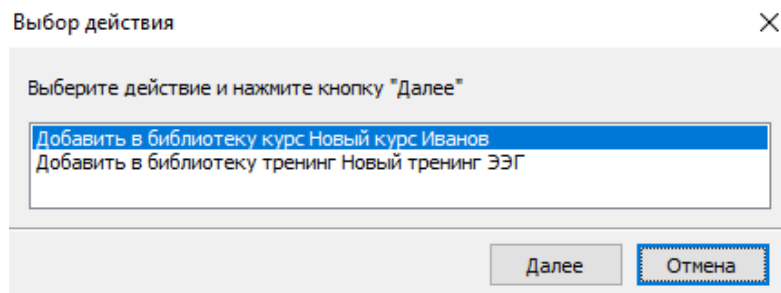 Выбор действия
Выберите действие и нажмите кнопку "Далее"
Добавить в библиотеку курс Новый курс Иванов
Добавить в библиотеку тренинг Новый тренинг ЭЭГ
Далее Отмена